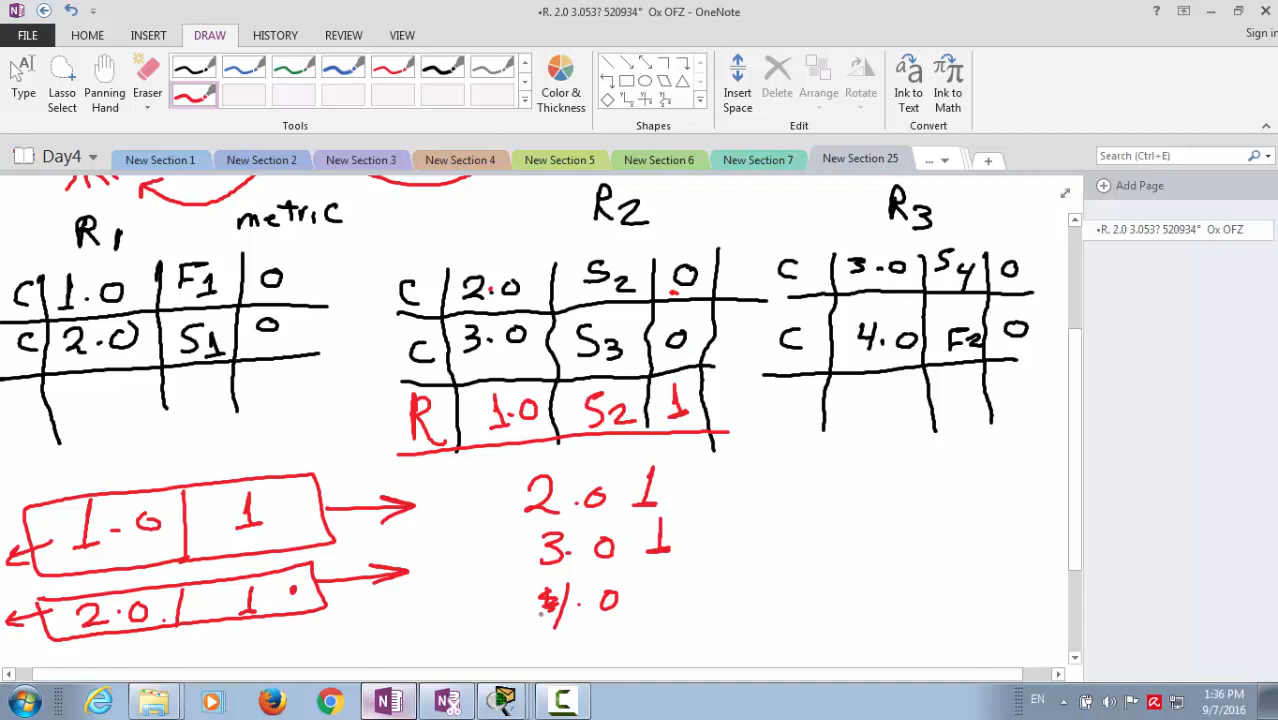 •R. 2.0 3.053? 520934° Ox OFZ - OneNote
?
FILE HOME INSERT DRAW HISTORY REVIEW VIEW
Sign in
Type
Lasso Select
Panning Hand
Eraser
Color & Thickness
Insert Space
Delete
Arrange
Rotate
Ink to Text
Ink to Math
Tools
Shapes
Edit
Convert
Day4
New Section 1
New Section 2
New Section 3
New Section 4
New Section 5
New Section 6
New Section 7
New Section 25
...
Search (Ctrl+E)
Add Page
•R. 2.0 3.053? 520934° Ox OFZ
R1 metric R2 R3
C 1.0 F1 0
C 2.0 S1 0
C 2.0 S2 0
C 3.0 S3 0
R 1.0 S2 1
C 3.0 S4 0
C 4.0 F2 0
1.0 1
2.0 1
2.0 1
3.0 1
.0
EN
1:36 PM
9/7/2016